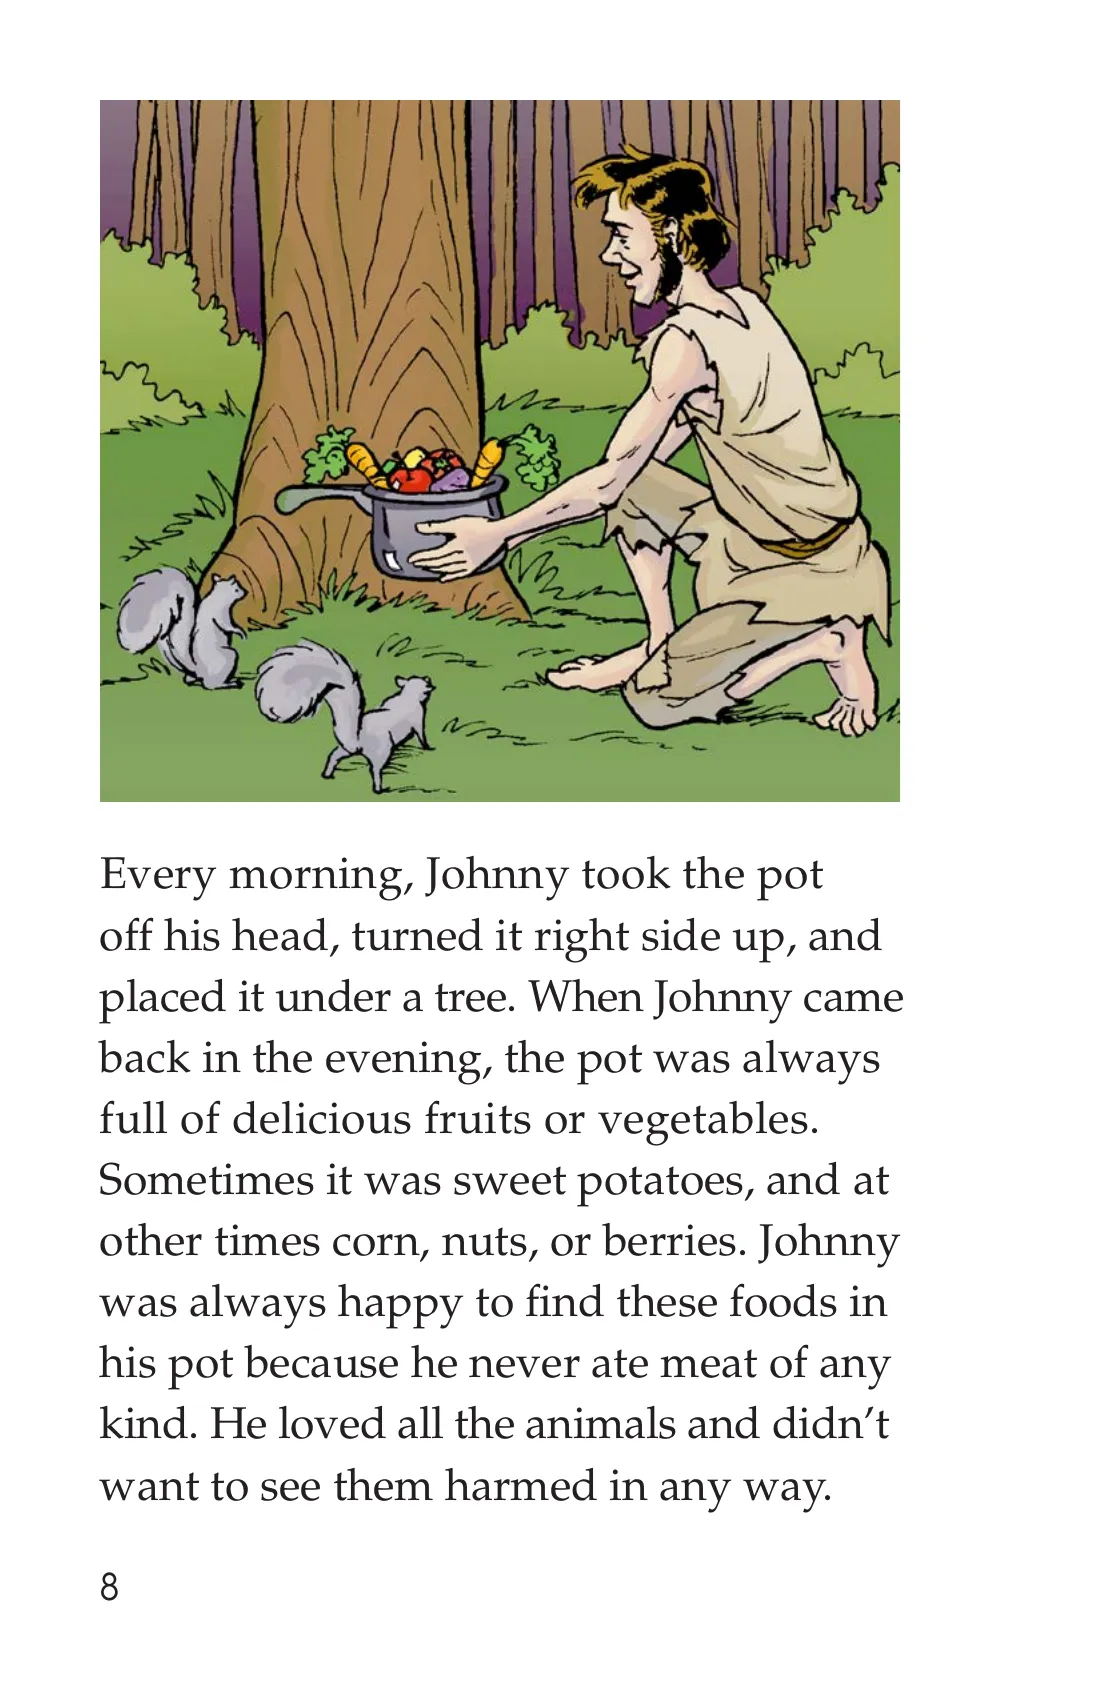 Every morning, Johnny took the pot
off his head, turned it right side up, and
placed it under a tree. When Johnny came
back in the evening, the pot was always
full of delicious fruits or vegetables.
Sometimes it was sweet potatoes, and at
other times corn, nuts, or berries. Johnny
was always happy to find these foods in
his pot because he never ate meat of any
kind. He loved all the animals and didn’t
want to see them harmed in any way.
8